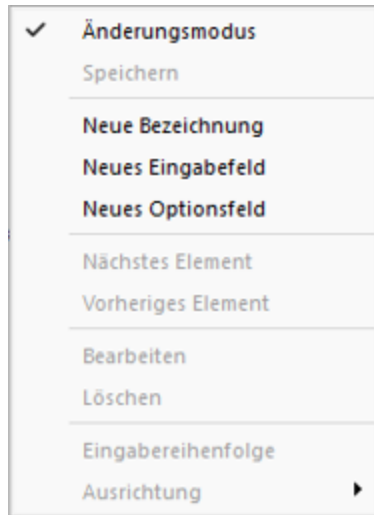 Änderungsmodus
Speichern
Neue Bezeichnung
Neues Eingabefeld
Neues Optionsfeld
Nächstes Element
Vorheriges Element
Bearbeiten
Löschen
Eingabereihenfolge
Ausrichtung